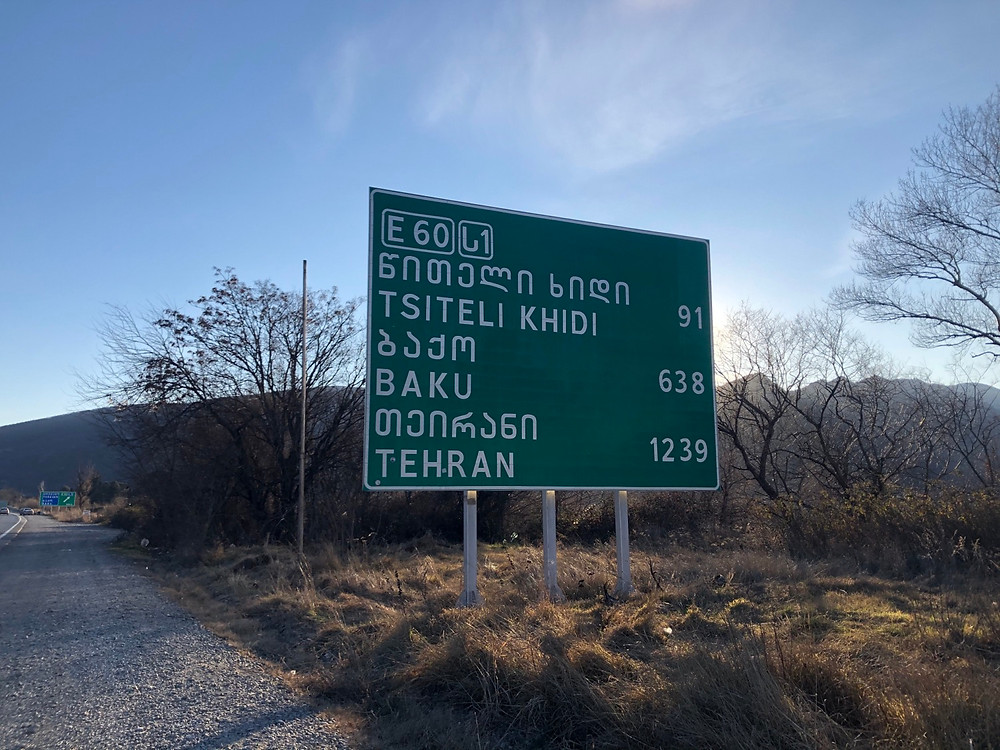 E 60 ს1
წითელი ხიდი
TSITELI KHIDI 91
ბაქო
BAKU 638
თეირანი
TEHRAN 1239